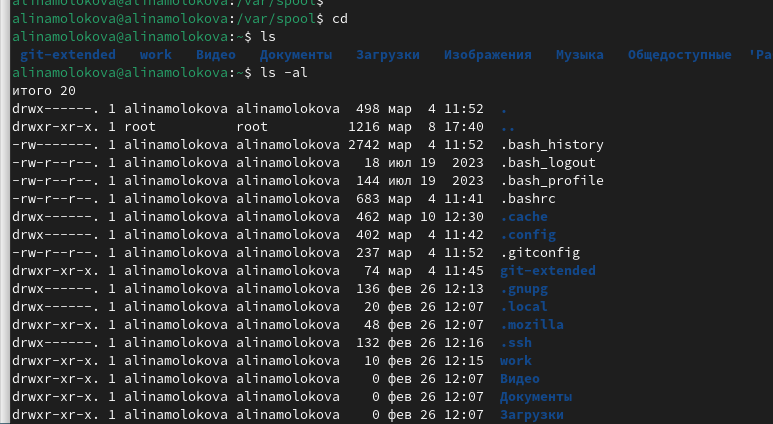 alinamolokova@alinamolokova:/var/spool$
alinamolokova@alinamolokova:/var/spool$ cd
alinamolokova@alinamolokova:~$ ls
git-extended work Видео Документы Загрузки Изображения Музыка Общедоступные 'Ра
alinamolokova@alinamolokova:~$ ls -al
итого 20
drwx------. 1 alinamolokova alinamolokova 498 мар 4 11:52 .
drwxr-xr-x. 1 root root 1216 мар 8 17:40 ..
-rw-------. 1 alinamolokova alinamolokova 2742 мар 4 11:52 .bash_history
-rw-r--r--. 1 alinamolokova alinamolokova 18 июл 19 2023 .bash_logout
-rw-r--r--. 1 alinamolokova alinamolokova 144 июл 19 2023 .bash_profile
-rw-r--r--. 1 alinamolokova alinamolokova 683 мар 4 11:41 .bashrc
drwx------. 1 alinamolokova alinamolokova 462 мар 10 12:30 .cache
drwx------. 1 alinamolokova alinamolokova 402 мар 4 11:42 .config
-rw-r--r--. 1 alinamolokova alinamolokova 237 мар 4 11:52 .gitconfig
drwxr-xr-x. 1 alinamolokova alinamolokova 74 мар 4 11:45 git-extended
drwx------. 1 alinamolokova alinamolokova 136 фев 26 12:13 .gnupg
drwx------. 1 alinamolokova alinamolokova 20 фев 26 12:07 .local
drwxr-xr-x. 1 alinamolokova alinamolokova 48 фев 26 12:07 .mozilla
drwx------. 1 alinamolokova alinamolokova 132 фев 26 12:16 .ssh
drwxr-xr-x. 1 alinamolokova alinamolokova 10 фев 26 12:15 work
drwxr-xr-x. 1 alinamolokova alinamolokova 0 фев 26 12:07 Видео
drwxr-xr-x. 1 alinamolokova alinamolokova 0 фев 26 12:07 Документы
drwxr-xr-x. 1 alinamolokova alinamolokova 0 фев 26 12:07 Загрузки